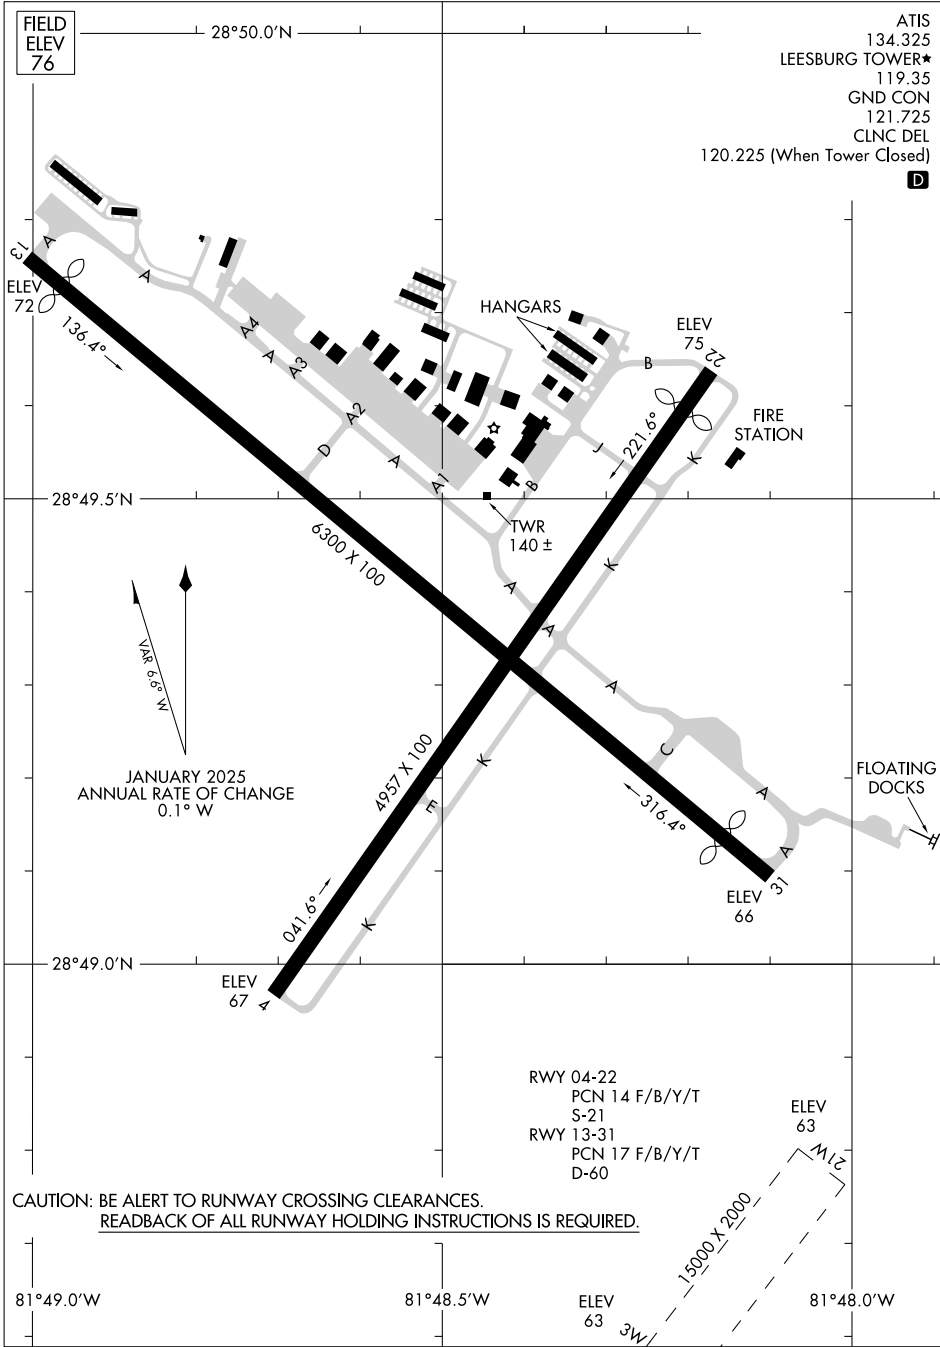 FIELD
ELEV
76
28°50.0'N
ATIS
134.325
LEESBURG TOWER★
119.35
GND CON
121.725
CLNC DEL
120.225 (When Tower Closed)
D
13
A
A
ELEV
72
136.4°
HANGARS
ELEV
75
22
B
A4
A
A3
A2
221.6°
FIRE
STATION
D
A
J
K
A1
B
28°49.5'N
TWR
140 ±
6300 X 100
K
A
A
VAR 6.6° W
A
JANUARY 2025
ANNUAL RATE OF CHANGE
0.1° W
4957 X 100
K
C
E
A
316.4°
FLOATING
DOCKS
A
31
ELEV
66
041.6°
K
28°49.0'N
ELEV
67
4
RWY 04-22
PCN 14 F/B/Y/T
S-21
RWY 13-31
PCN 17 F/B/Y/T
D-60
ELEV
63
21W
CAUTION: BE ALERT TO RUNWAY CROSSING CLEARANCES.
READBACK OF ALL RUNWAY HOLDING INSTRUCTIONS IS REQUIRED.
15000 X 2000
81°49.0'W
81°48.5'W
81°48.0'W
ELEV
63
3W